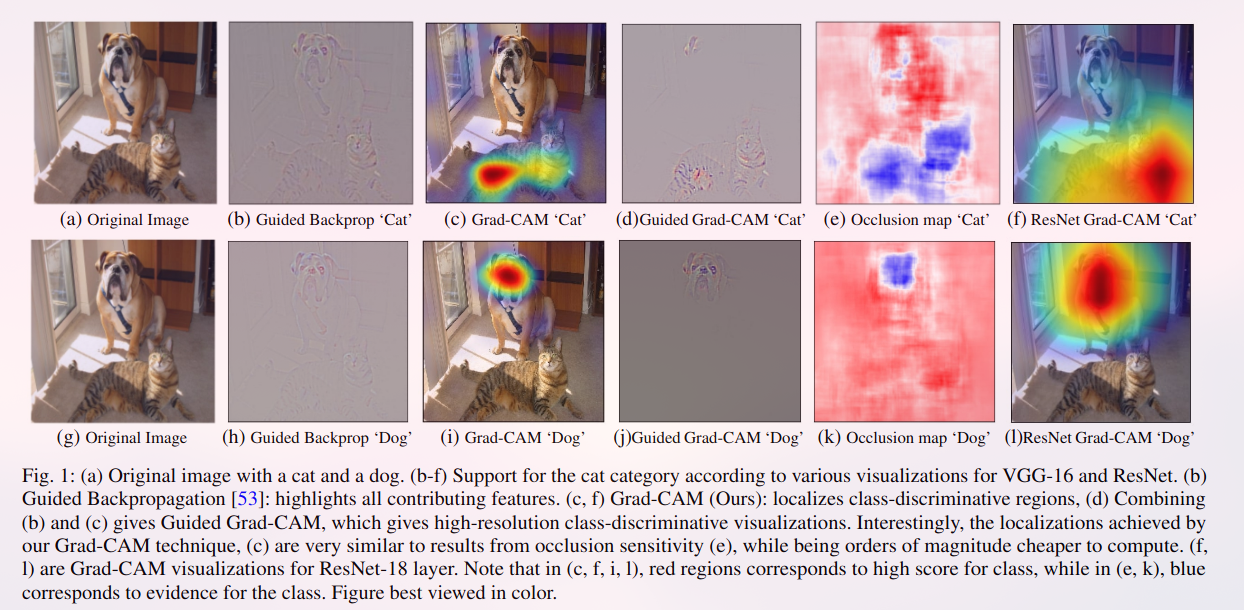 (a) Original Image
(b) Guided Backprop ‘Cat’
(c) Grad-CAM ‘Cat’
(d)Guided Grad-CAM ‘Cat’
(e) Occlusion map ‘Cat’
(f) ResNet Grad-CAM ‘Cat’
(g) Original Image
(h) Guided Backprop ‘Dog’
(i) Grad-CAM ‘Dog’
(j)Guided Grad-CAM ‘Dog’
(k) Occlusion map ‘Dog’
(l)ResNet Grad-CAM ‘Dog’
Fig. 1: (a) Original image with a cat and a dog. (b-f) Support for the cat category according to various visualizations for VGG-16 and ResNet. (b)
Guided Backpropagation [53]: highlights all contributing features. (c, f) Grad-CAM (Ours): localizes class-discriminative regions, (d) Combining
(b) and (c) gives Guided Grad-CAM, which gives high-resolution class-discriminative visualizations. Interestingly, the localizations achieved by
our Grad-CAM technique, (c) are very similar to results from occlusion sensitivity (e), while being orders of magnitude cheaper to compute. (f,
l) are Grad-CAM visualizations for ResNet-18 layer. Note that in (c, f, i, l), red regions corresponds to high score for class, while in (e, k), blue
corresponds to evidence for the class. Figure best viewed in color.